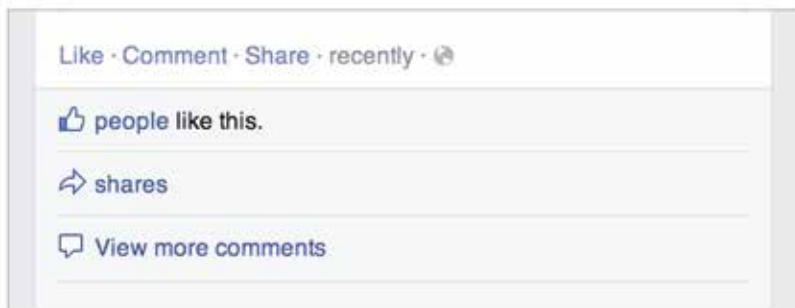 Like · Comment · Share · recently ·
people like this.
shares
View more comments